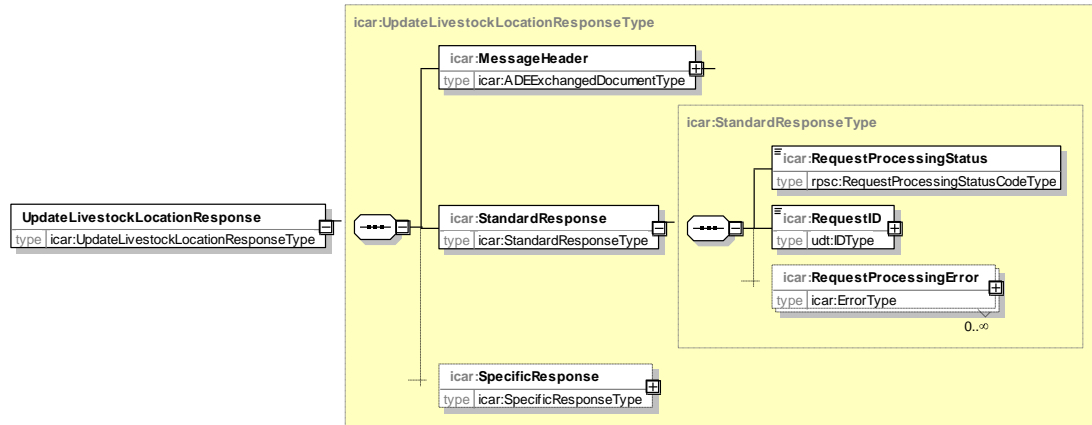 icar:UpdateLivestockLocationResponseType
icar:MessageHeader
type icar:ADEExchangedDocumentType
icar:StandardResponseType
icar:RequestProcessingStatus
type rpsc:RequestProcessingStatusCodeType
UpdateLivestockLocationResponse
type icar:UpdateLivestockLocationResponseType
icar:StandardResponse
type icar:StandardResponseType
icar:RequestID
type udt:IDType
icar:RequestProcessingError
type icar:ErrorType
0..∞
icar:SpecificResponse
type icar:SpecificResponseType